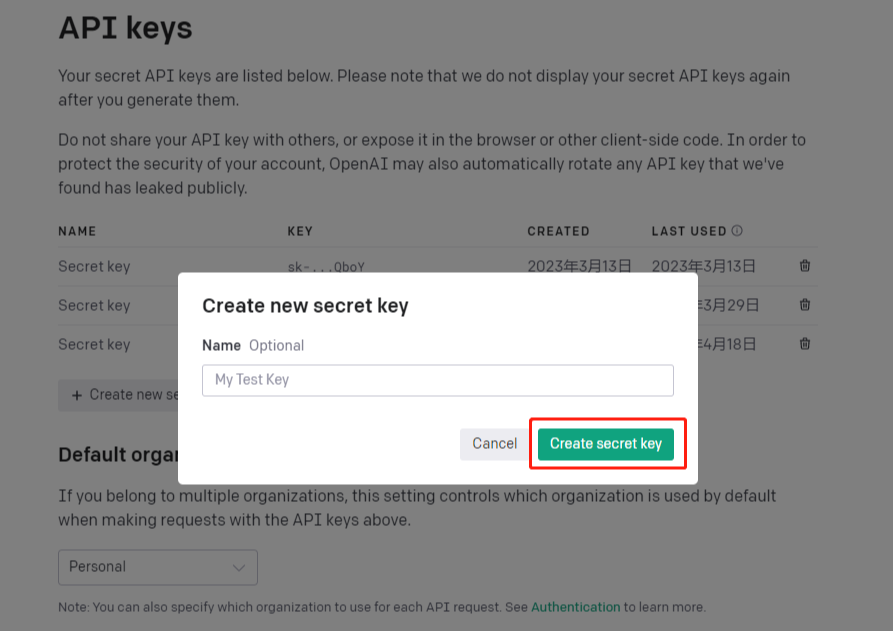 API keys
Your secret API keys are listed below. Please note that we do not display your secret API keys again
after you generate them.
Do not share your API key with others, or expose it in the browser or other client-side code. In order to
protect the security of your account, OpenAI may also automatically rotate any API key that we've
found has leaked publicly.
NAME KEY CREATED LAST USED
Secret key sk-...QboY 2023年3月13日 2023年3月13日
Secret key 3月29日
Secret key 4月18日
Create new secret key
Name Optional
My Test Key
Cancel Create secret key
+ Create new se
Default organ
If you belong to multiple organizations, this setting controls which organization is used by default
when making requests with the API keys above.
Personal
Note: You can also specify which organization to use for each API request. See Authentication to learn more.